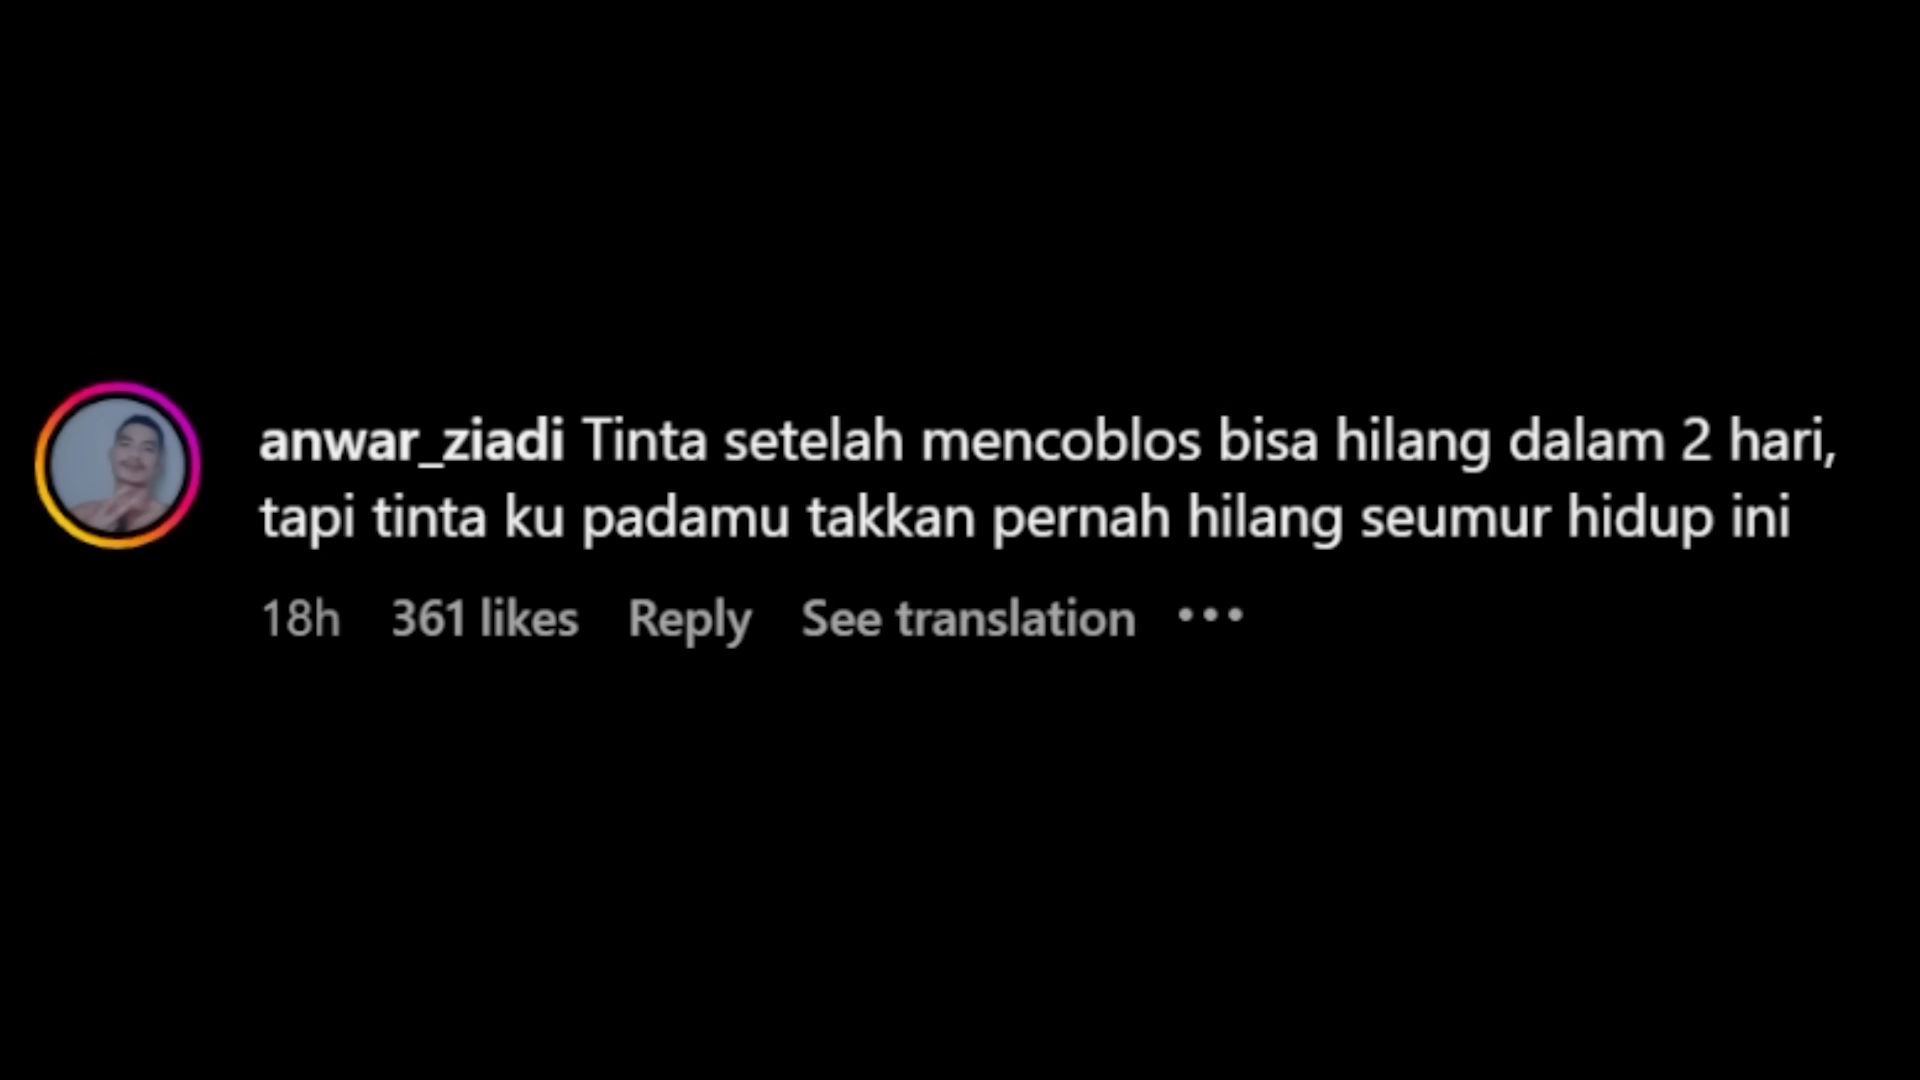 anwar_ziadi Tinta setelah mencoblos bisa hilang dalam 2 hari,
tapi tinta ku padamu takkan pernah hilang seumur hidup ini
18h 361 likes Reply See translation •••